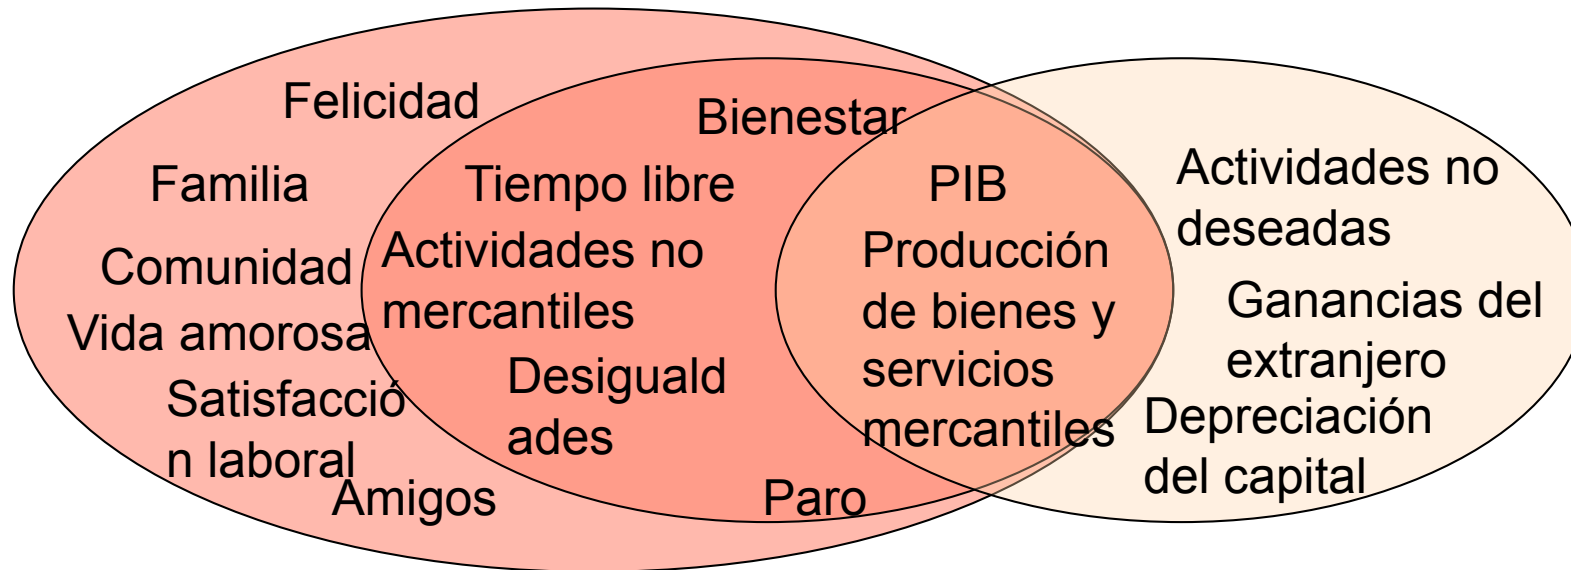 Felicidad
Familia
Comunidad
Vida amorosa
Satisfacció
n laboral
Amigos
Bienestar
Tiempo libre
Actividades no
mercantiles
Desiguald
ades
Paro
PIB
Producción
de bienes y
servicios
mercantiles
Actividades no
deseadas
Ganancias del
extranjero
Depreciación
del capital